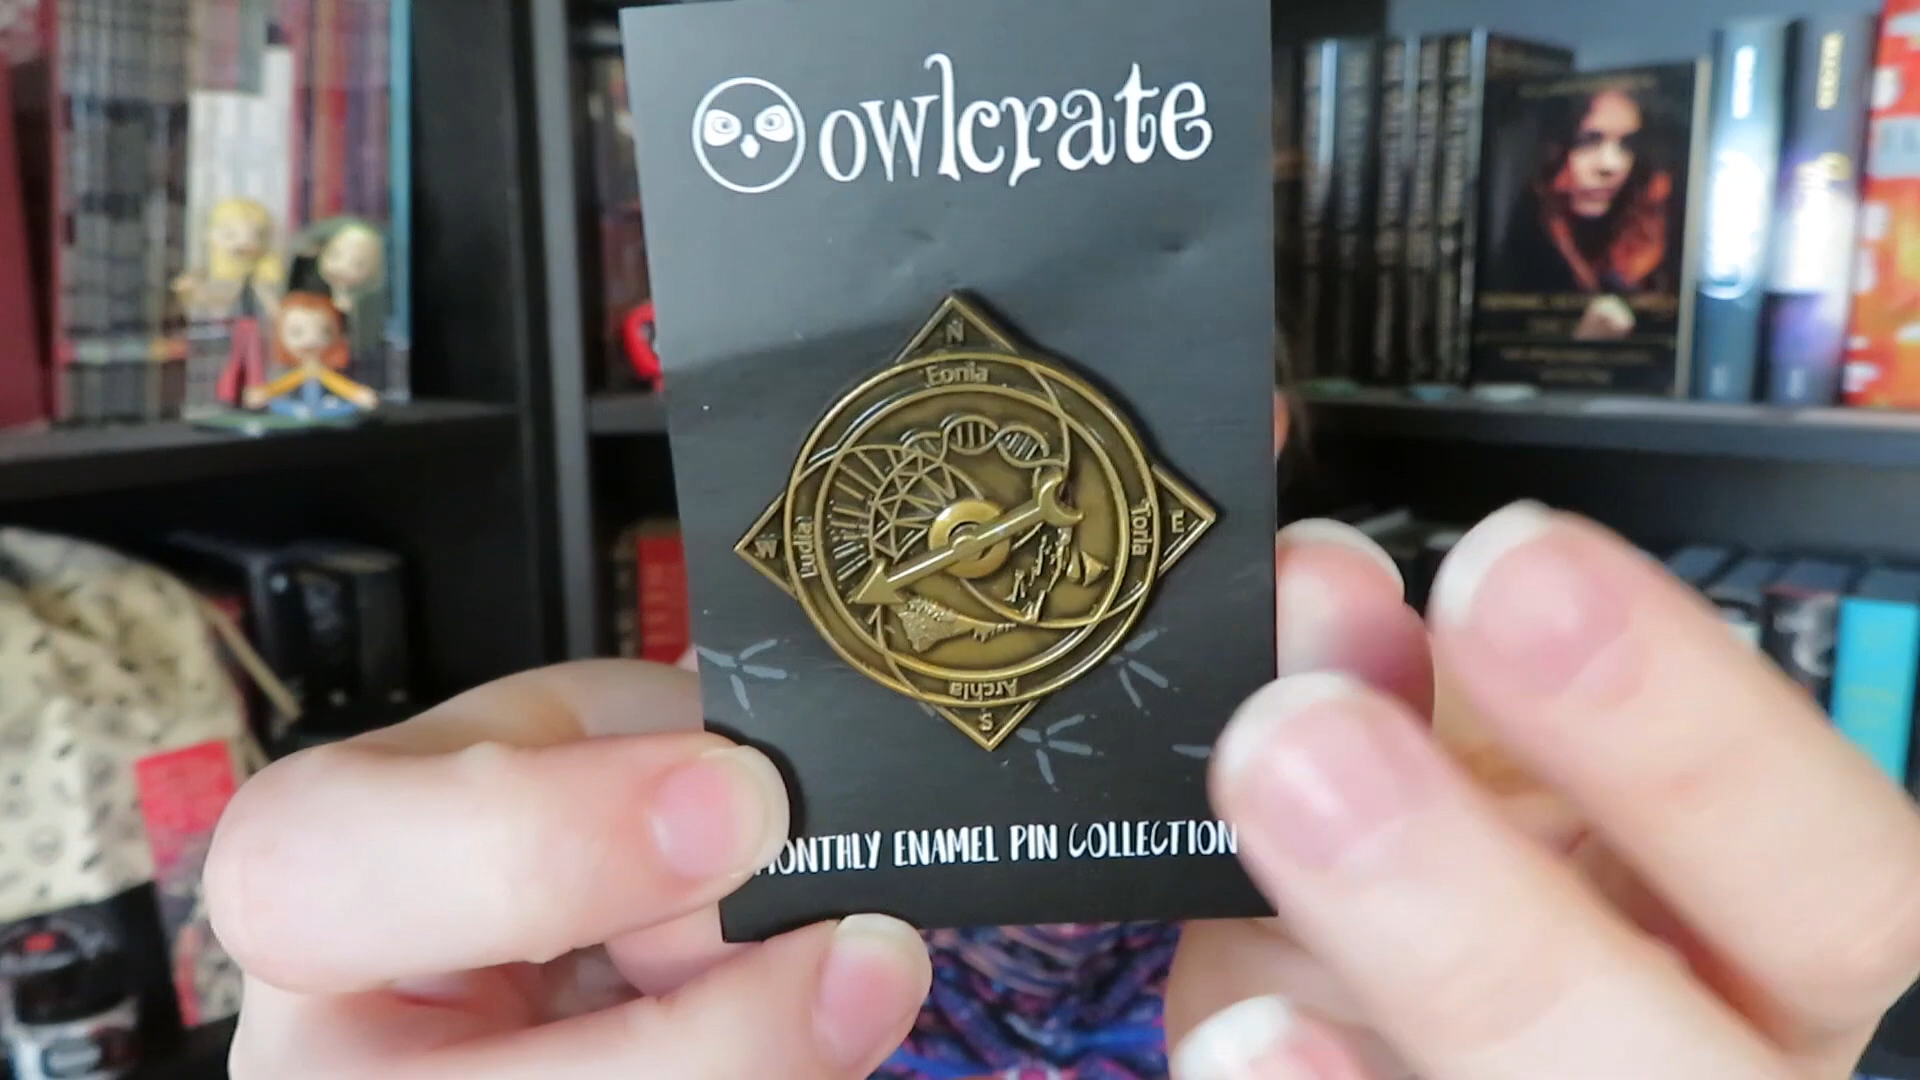 owlcrate
N
Eonia
W
Ludia
Toria
E
Archia
S
MONTHLY ENAMEL PIN COLLECTION